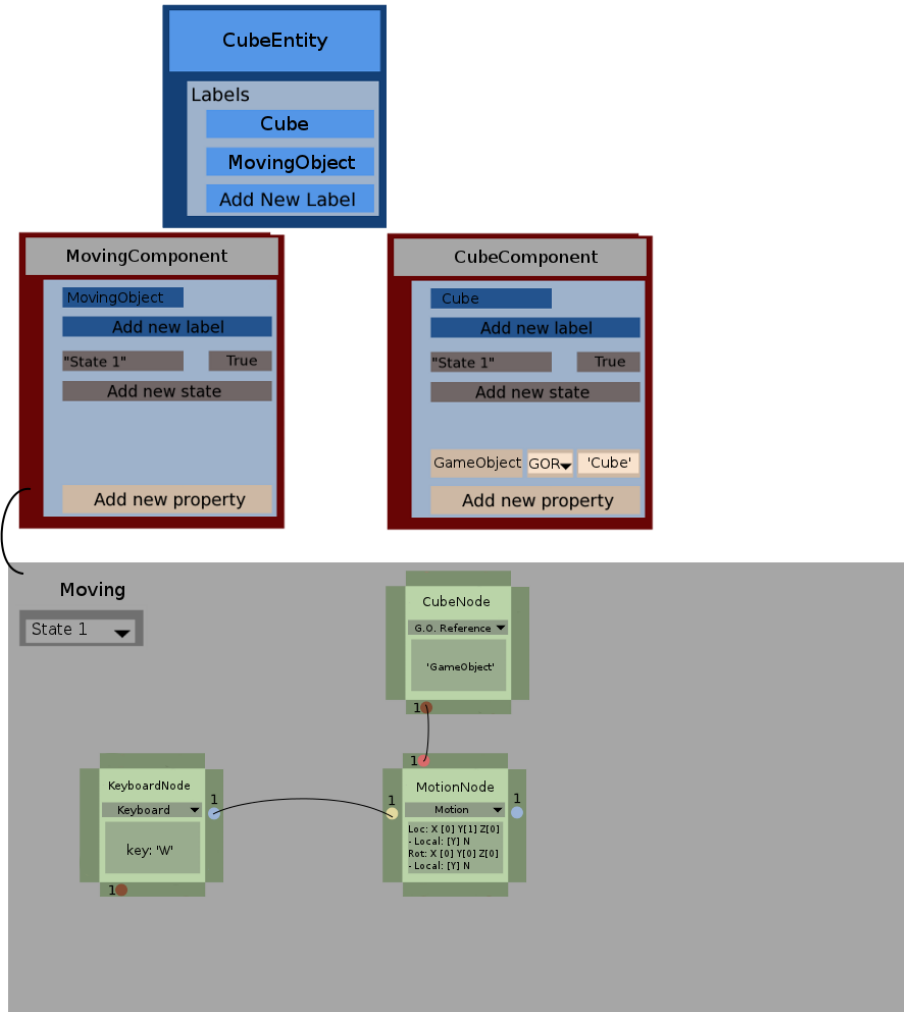 CubeEntity
Labels
Cube
MovingObject
Add New Label
MovingComponent
MovingObject
Add new label
"State 1" True
Add new state
Add new property
CubeComponent
Cube
Add new label
"State 1" True
Add new state
GameObject GOR 'Cube'
Add new property
Moving
State 1
CubeNode
G.O. Reference
'GameObject'
1
KeyboardNode
Keyboard
key: 'W'
1
1
1
MotionNode
Motion
Loc: X [0] Y[1] Z[0]
- Local: [Y] N
Rot: X [0] Y[0] Z[0]
- Local: [Y] N
1
1